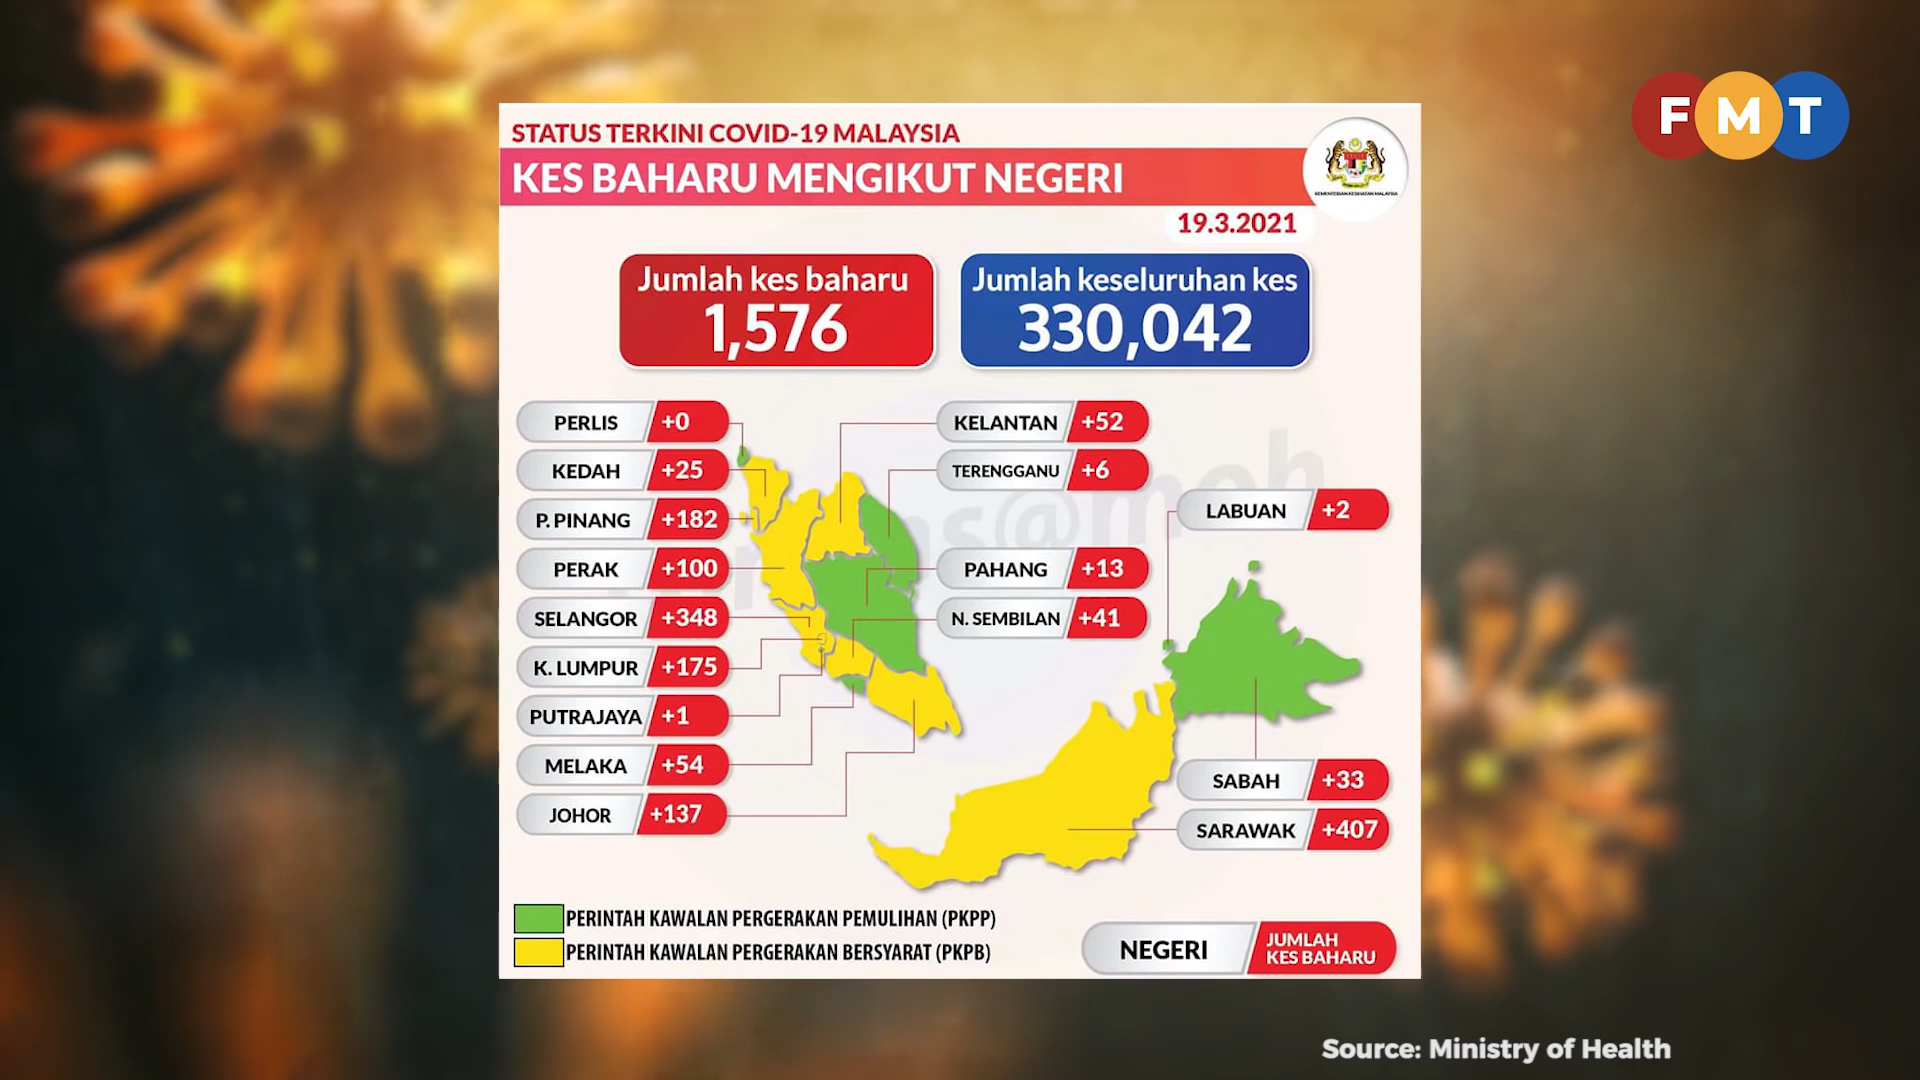 FMT
STATUS TERKINI COVID-19 MALAYSIA
KES BAHARU MENGIKUT NEGERI
KEMENTERIAN KESIHATAN MALAYSIA
19.3.2021
Jumlah kes baharu
1,576
Jumlah keseluruhan kes
330,042
PERLIS +0
KEDAH +25
P. PINANG +182
PERAK +100
SELANGOR +348
K. LUMPUR +175
PUTRAJAYA +1
MELAKA +54
JOHOR +137
KELANTAN +52
TERENGGANU +6
PAHANG +13
N. SEMBILAN +41
LABUAN +2
SABAH +33
SARAWAK +407
PERINTAH KAWALAN PERGERAKAN PEMULIHAN (PKPP)
PERINTAH KAWALAN PERGERAKAN BERSYARAT (PKPB)
NEGERI
JUMLAH
KES BAHARU
Source: Ministry of Health